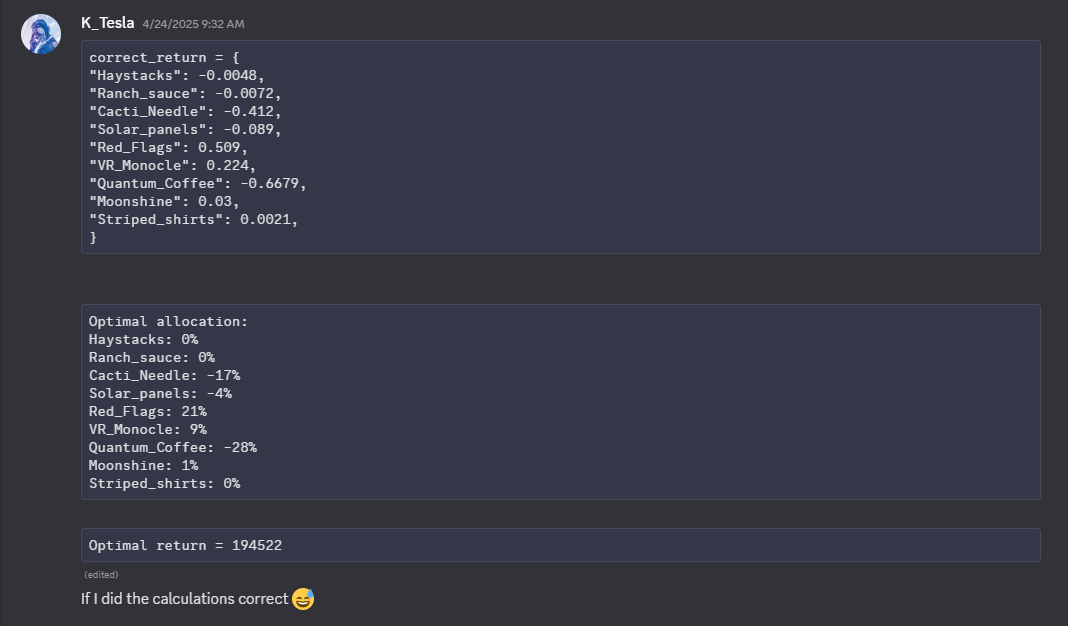 K_Tesla 4/24/2025 9:32 AM
correct_return = {
"Haystacks": -0.0048,
"Ranch_sauce": -0.0072,
"Cacti_Needle": -0.412,
"Solar_panels": -0.089,
"Red_Flags": 0.509,
"VR_Monocle": 0.224,
"Quantum_Coffee": -0.6679,
"Moonshine": 0.03,
"Striped_shirts": 0.0021,
}
Optimal allocation:
Haystacks: 0%
Ranch_sauce: 0%
Cacti_Needle: -17%
Solar_panels: -4%
Red_Flags: 21%
VR_Monocle: 9%
Quantum_Coffee: -28%
Moonshine: 1%
Striped_shirts: 0%
Optimal return = 194522
(edited)
If I did the calculations correct 😅